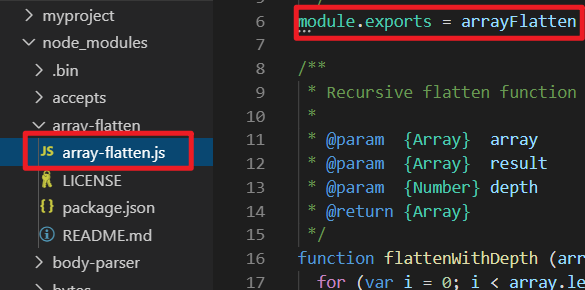 myproject
node_modules
.bin
accepts
array-flatten
JS array-flatten.js
LICENSE
{} package.json
README.md
body-parser
6 module.exports = arrayFlatten
7
8 /**
9 * Recursive flatten function
10 *
11 * @param {Array} array
12 * @param {Array} result
13 * @param {Number} depth
14 * @return {Array}
15 */
16 function flattenWithDepth (arr
17 for (var i = 0; i < array.le